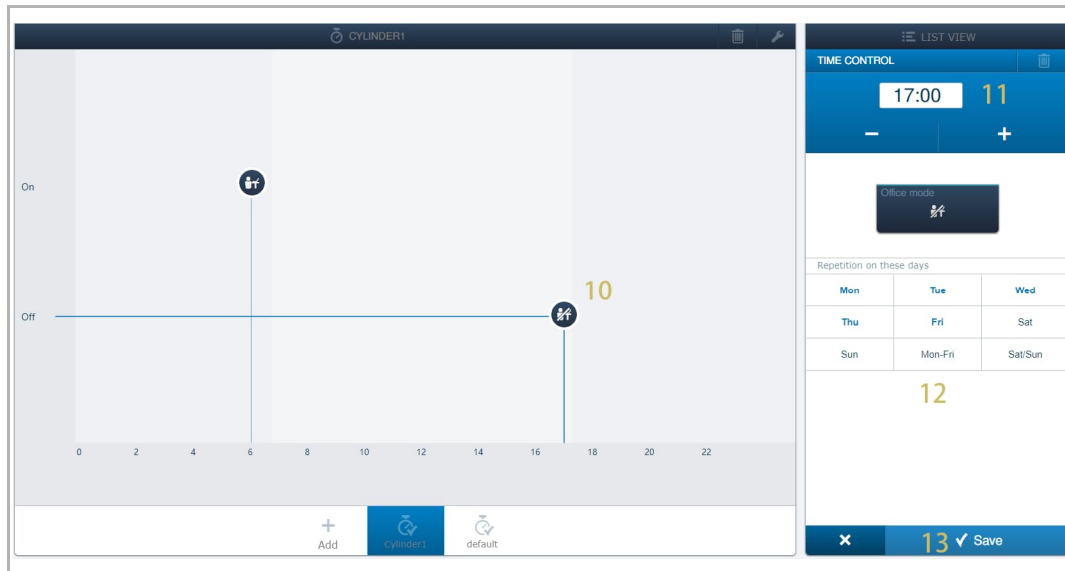 CYLINDER1
LIST VIEW
TIME CONTROL
17:00
11
−
+
On
Office mode
10
Repetition on these days
Mon Tue Wed
Off
Thu Fri Sat
Sun Mon-Fri Sat/Sun
12
0 2 4 6 8 10 12 14 16 18 20 22
+
Add
Cylinder1
default
13
Save